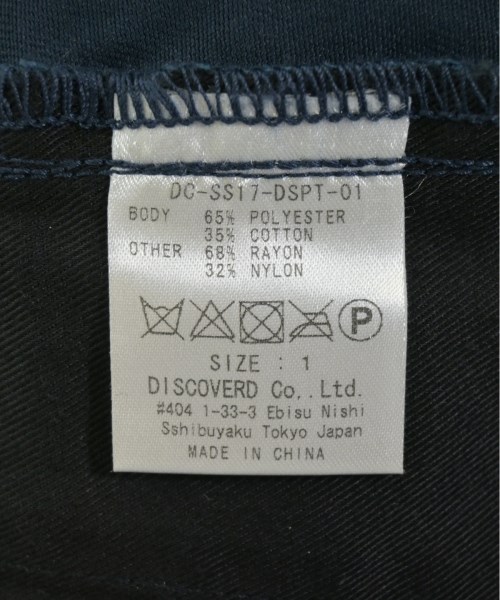 DC-SS17-DSPT-01
BODY 65% POLYESTER
35% COTTON
OTHER 68% RAYON
32% NYLON
P
SIZE : 1
DISCOVERD Co,.Ltd.
#404 1-33-3 Ebisu Nishi
Sshibuyaku Tokyo Japan
MADE IN CHINA